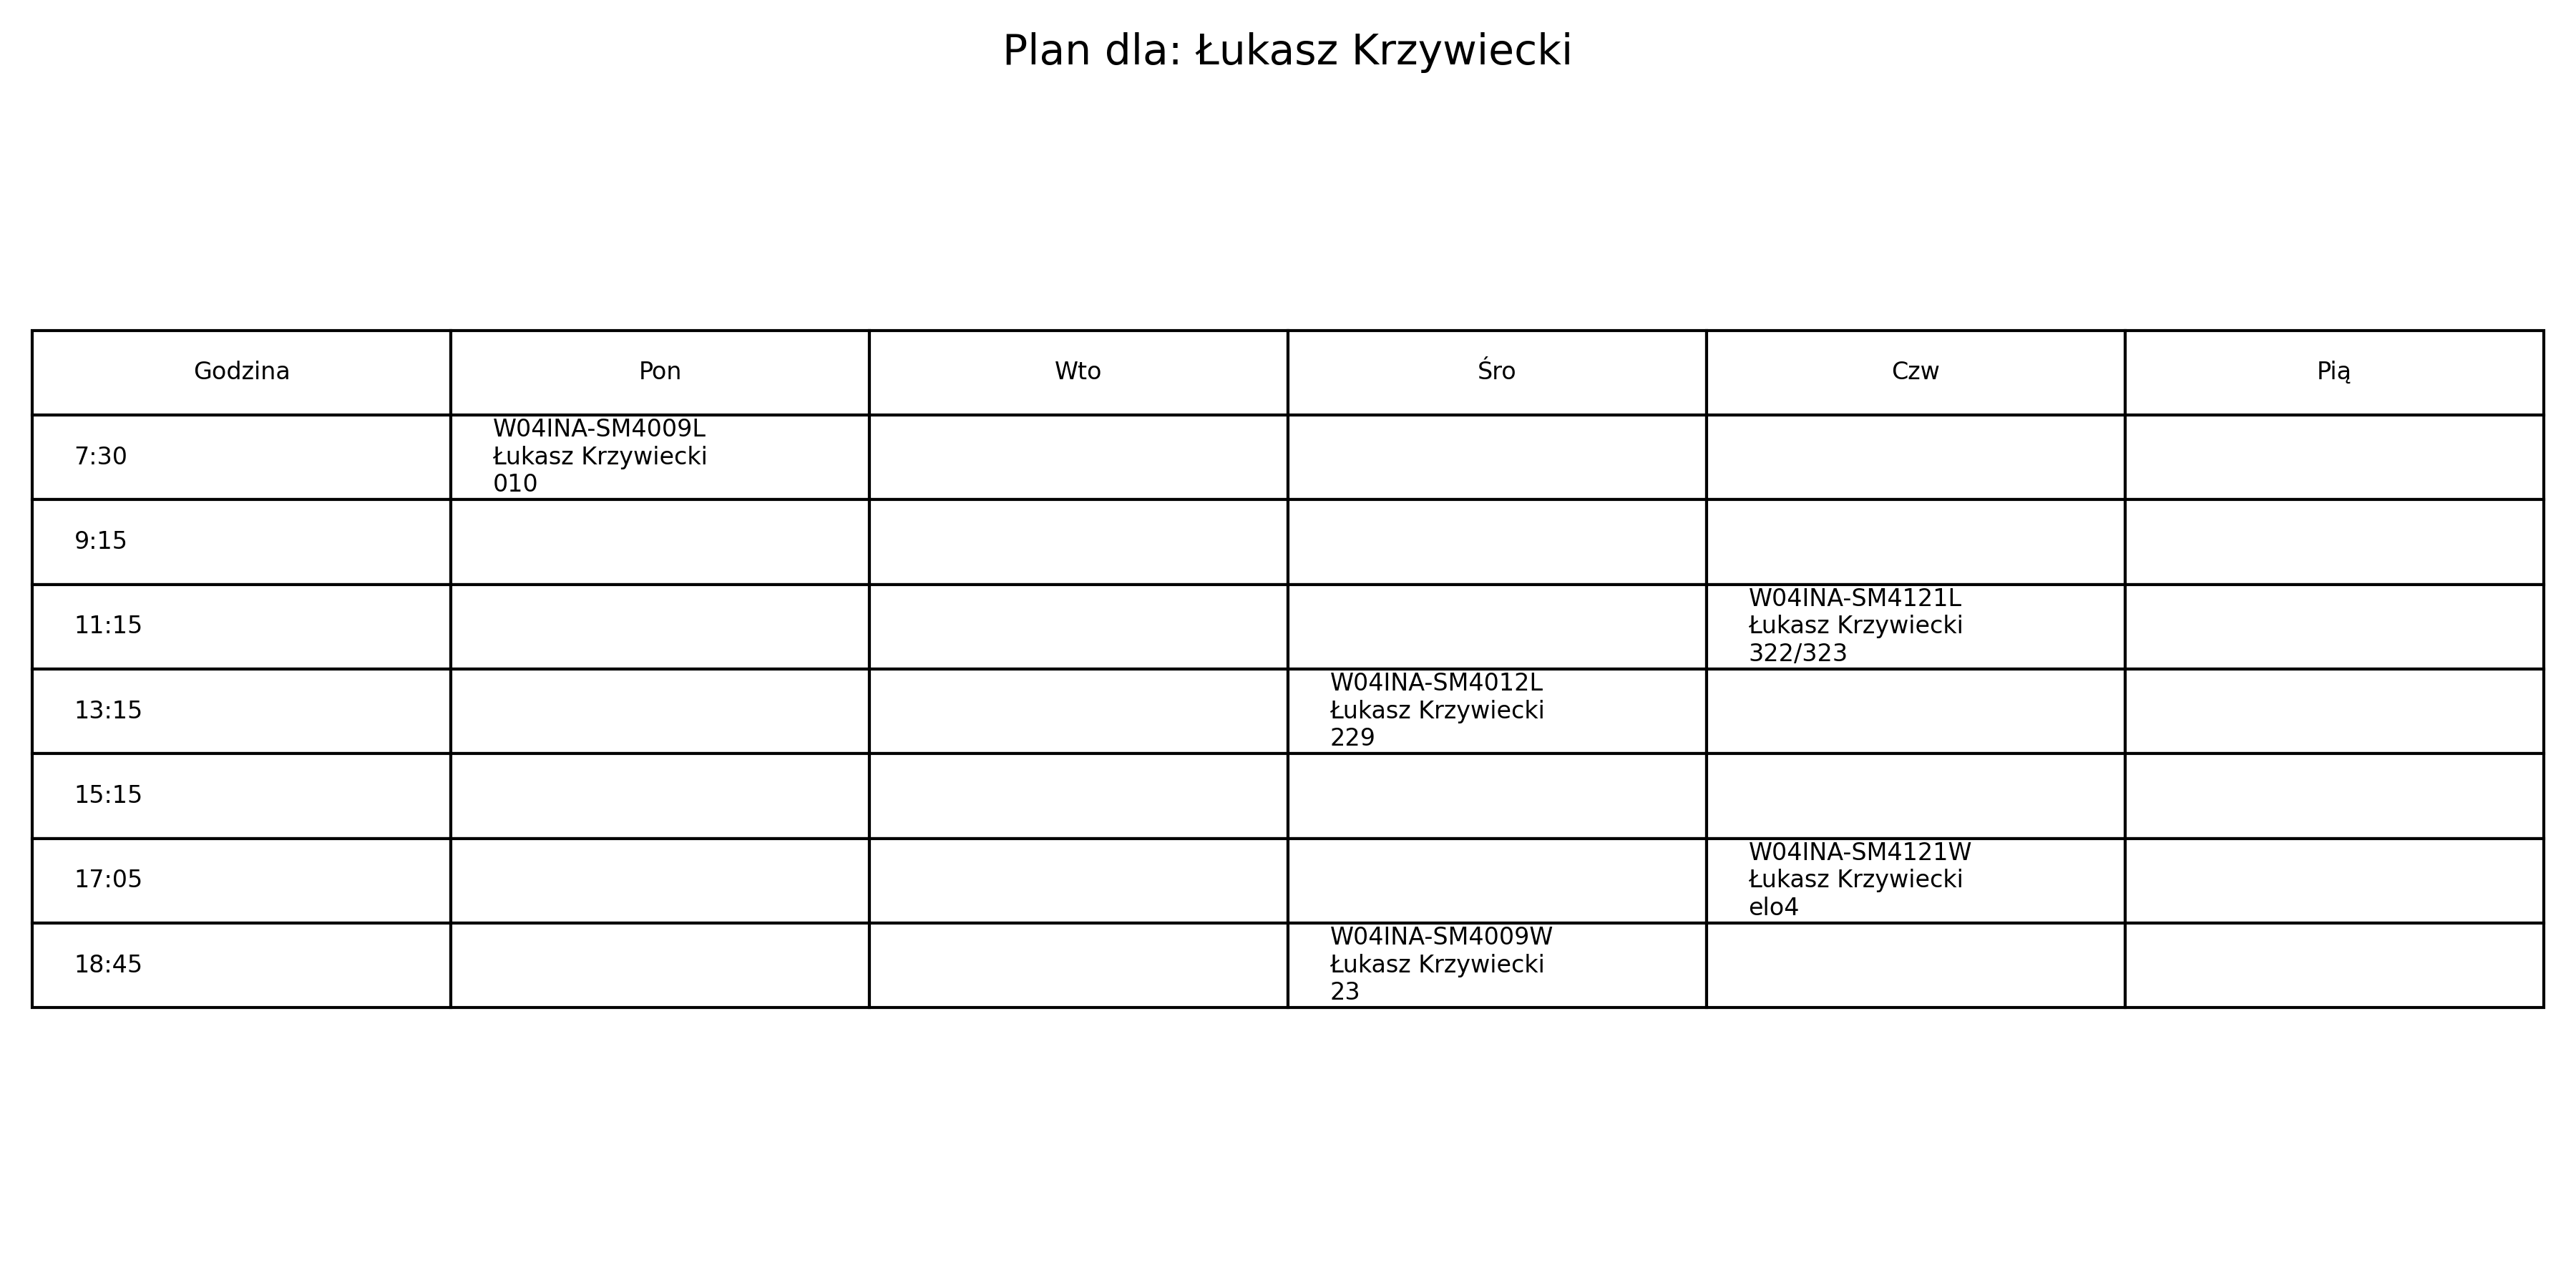 Plan dla: Łukasz Krzywiecki
Godzina Pon Wto Śro Czw Pią
7:30
W04INA-SM4009L
Łukasz Krzywiecki
010
9:15
11:15
W04INA-SM4121L
Łukasz Krzywiecki
322/323
13:15
W04INA-SM4012L
Łukasz Krzywiecki
229
15:15
17:05
W04INA-SM4121W
Łukasz Krzywiecki
elo4
18:45
W04INA-SM4009W
Łukasz Krzywiecki
23